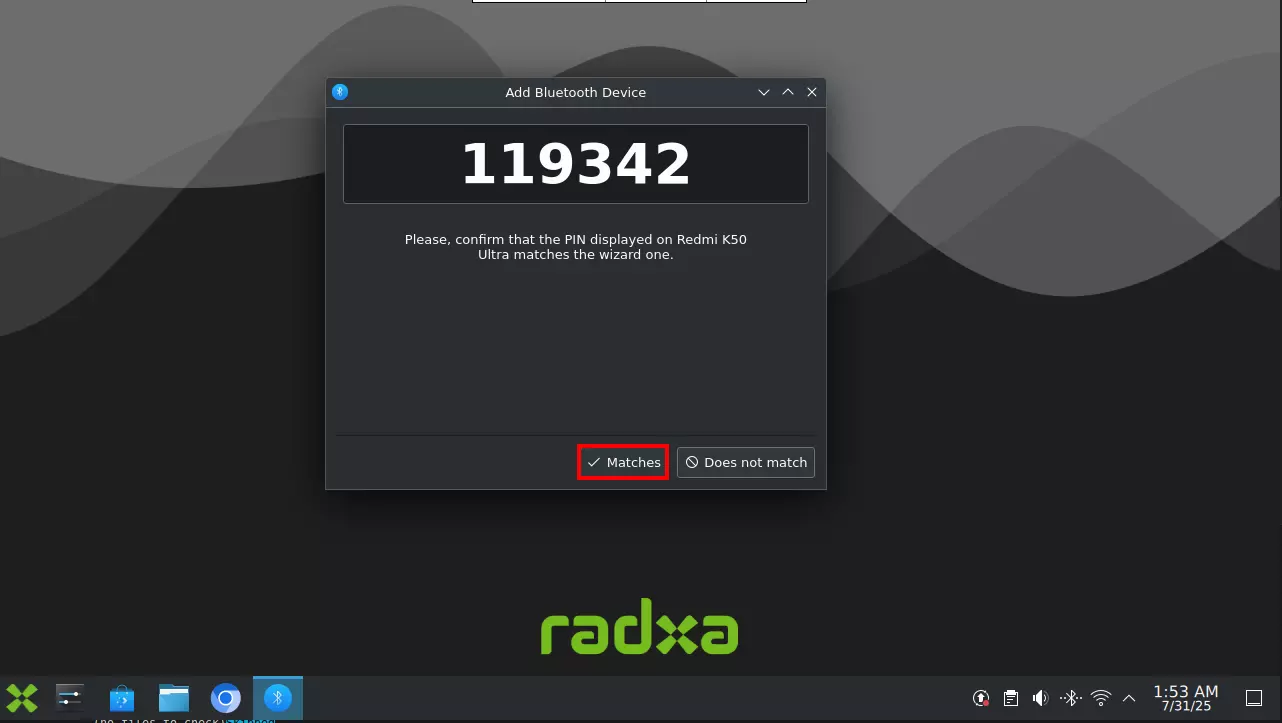 Add Bluetooth Device
119342
Please, confirm that the PIN displayed on Redmi K50
Ultra matches the wizard one.
Matches
Does not match
radxa
1:53 AM
7/31/25